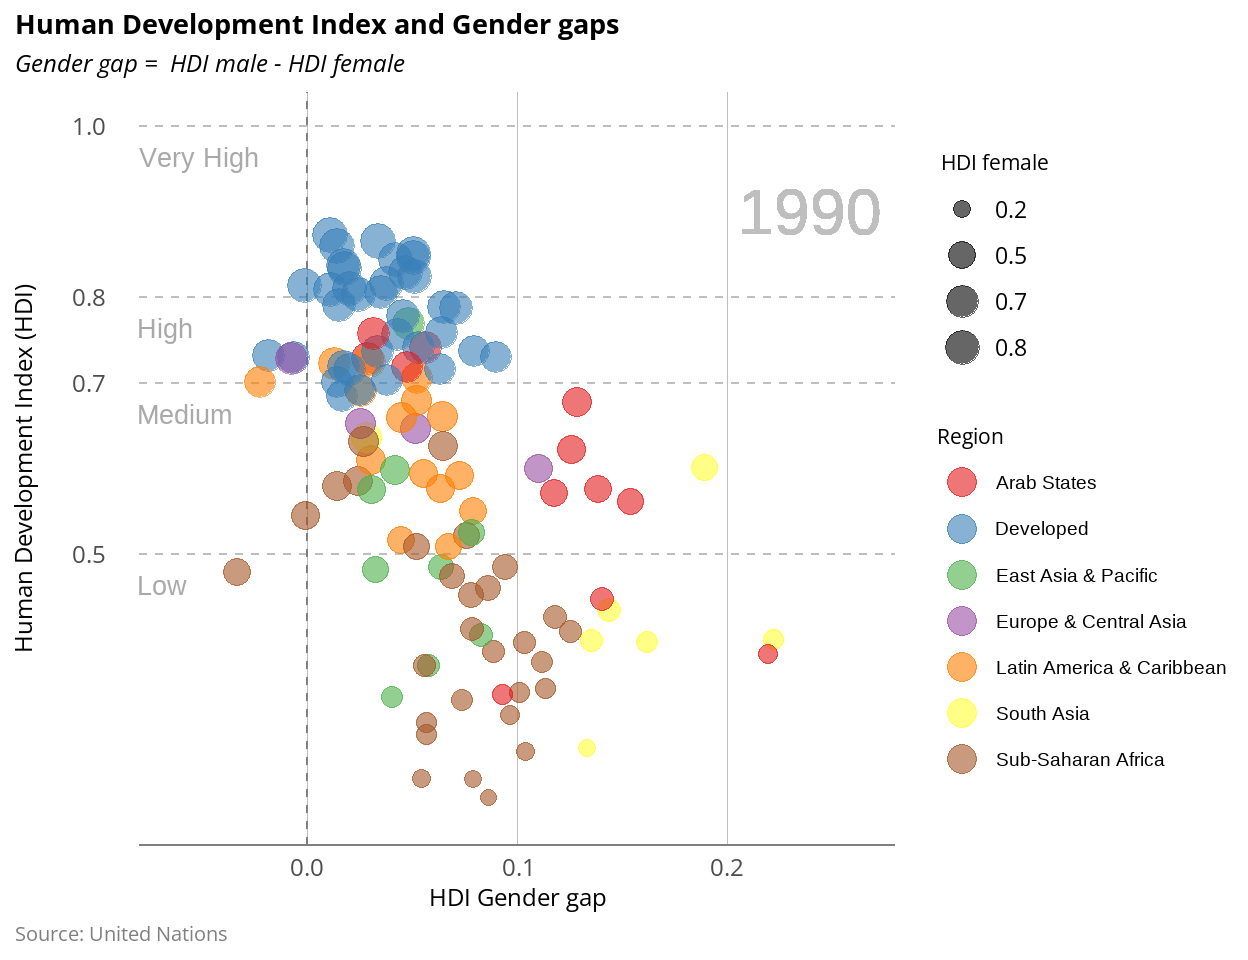 Human Development Index and Gender gaps
Gender gap = HDI male - HDI female
1.0
Very High
1990
0.8
High
0.7
Medium
0.5
Low
Human Development Index (HDI)
0.0
0.1
0.2
HDI Gender gap
HDI female
0.2
0.5
0.7
0.8
Region
Arab States
Developed
East Asia & Pacific
Europe & Central Asia
Latin America & Caribbean
South Asia
Sub-Saharan Africa
Source: United Nations